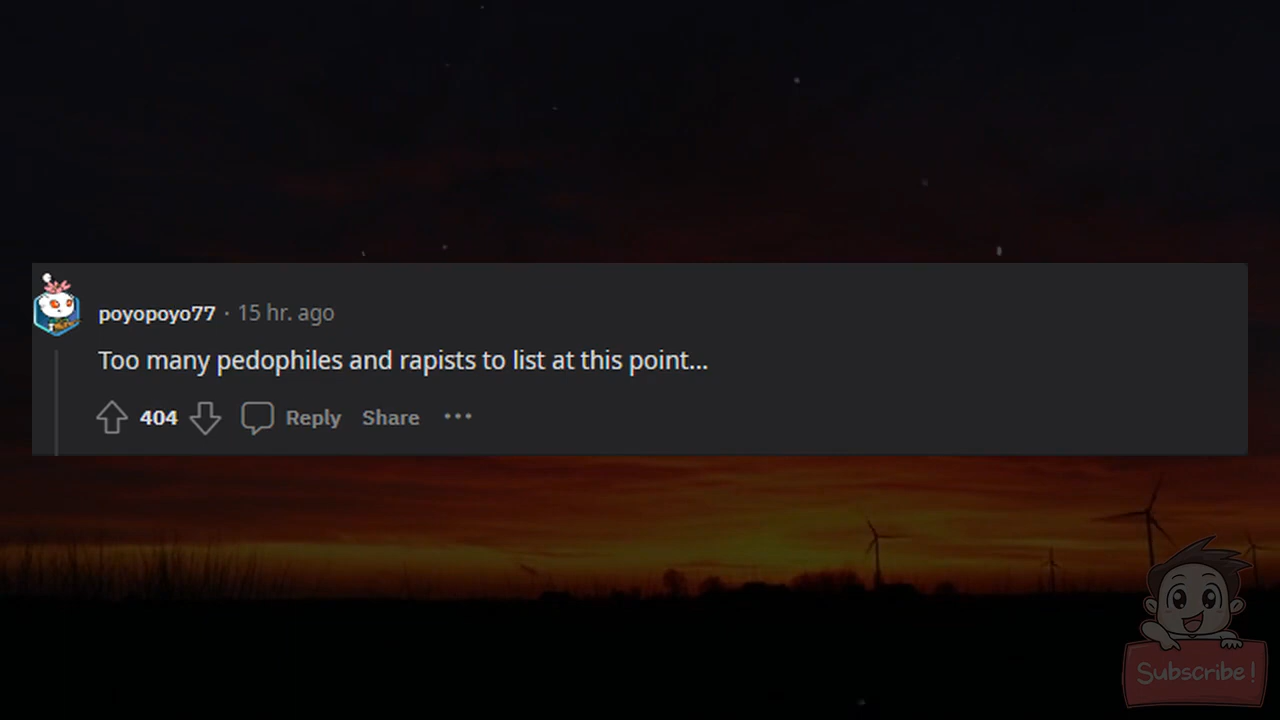 poyopoyo77 · 15 hr. ago
Too many pedophiles and rapists to list at this point...
404 Reply Share ···
Subscribe!